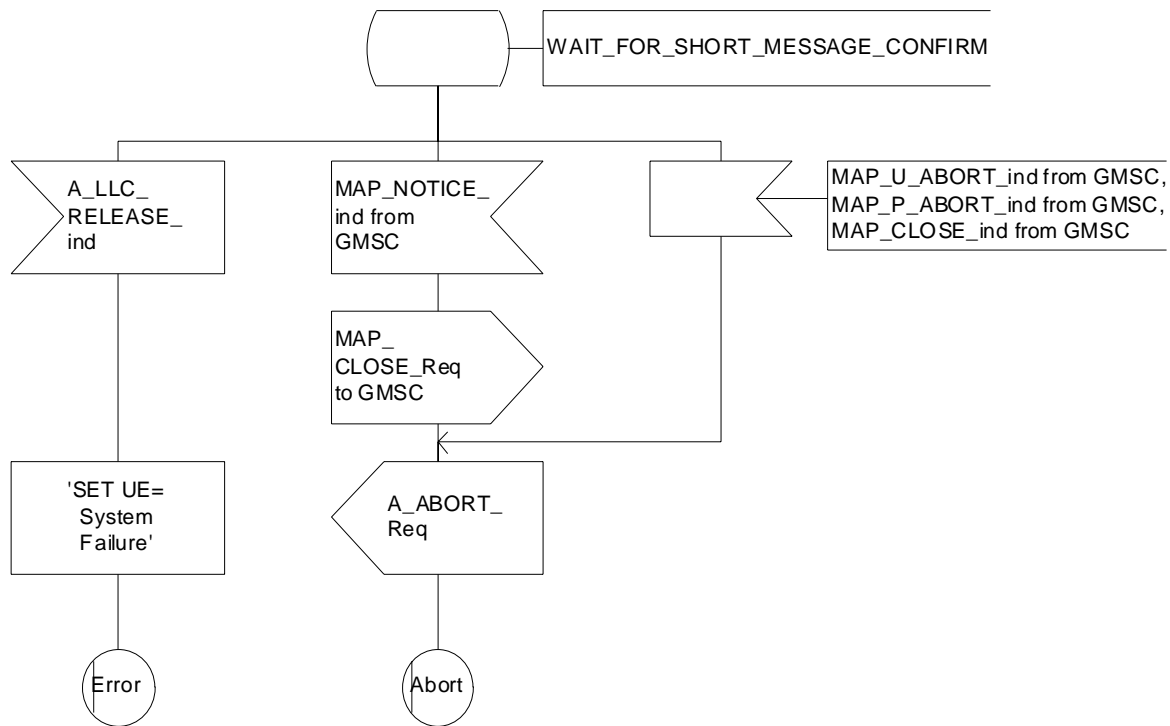 WAIT_FOR_SHORT_MESSAGE_CONFIRM
A_LLC_
RELEASE_
ind
MAP_NOTICE_
ind from
GMSC
MAP_U_ABORT_ind from GMSC,
MAP_P_ABORT_ind from GMSC,
MAP_CLOSE_ind from GMSC
MAP_
CLOSE_Req
to GMSC
'SET UE=
System
Failure'
A_ABORT_
Req
Error
Abort